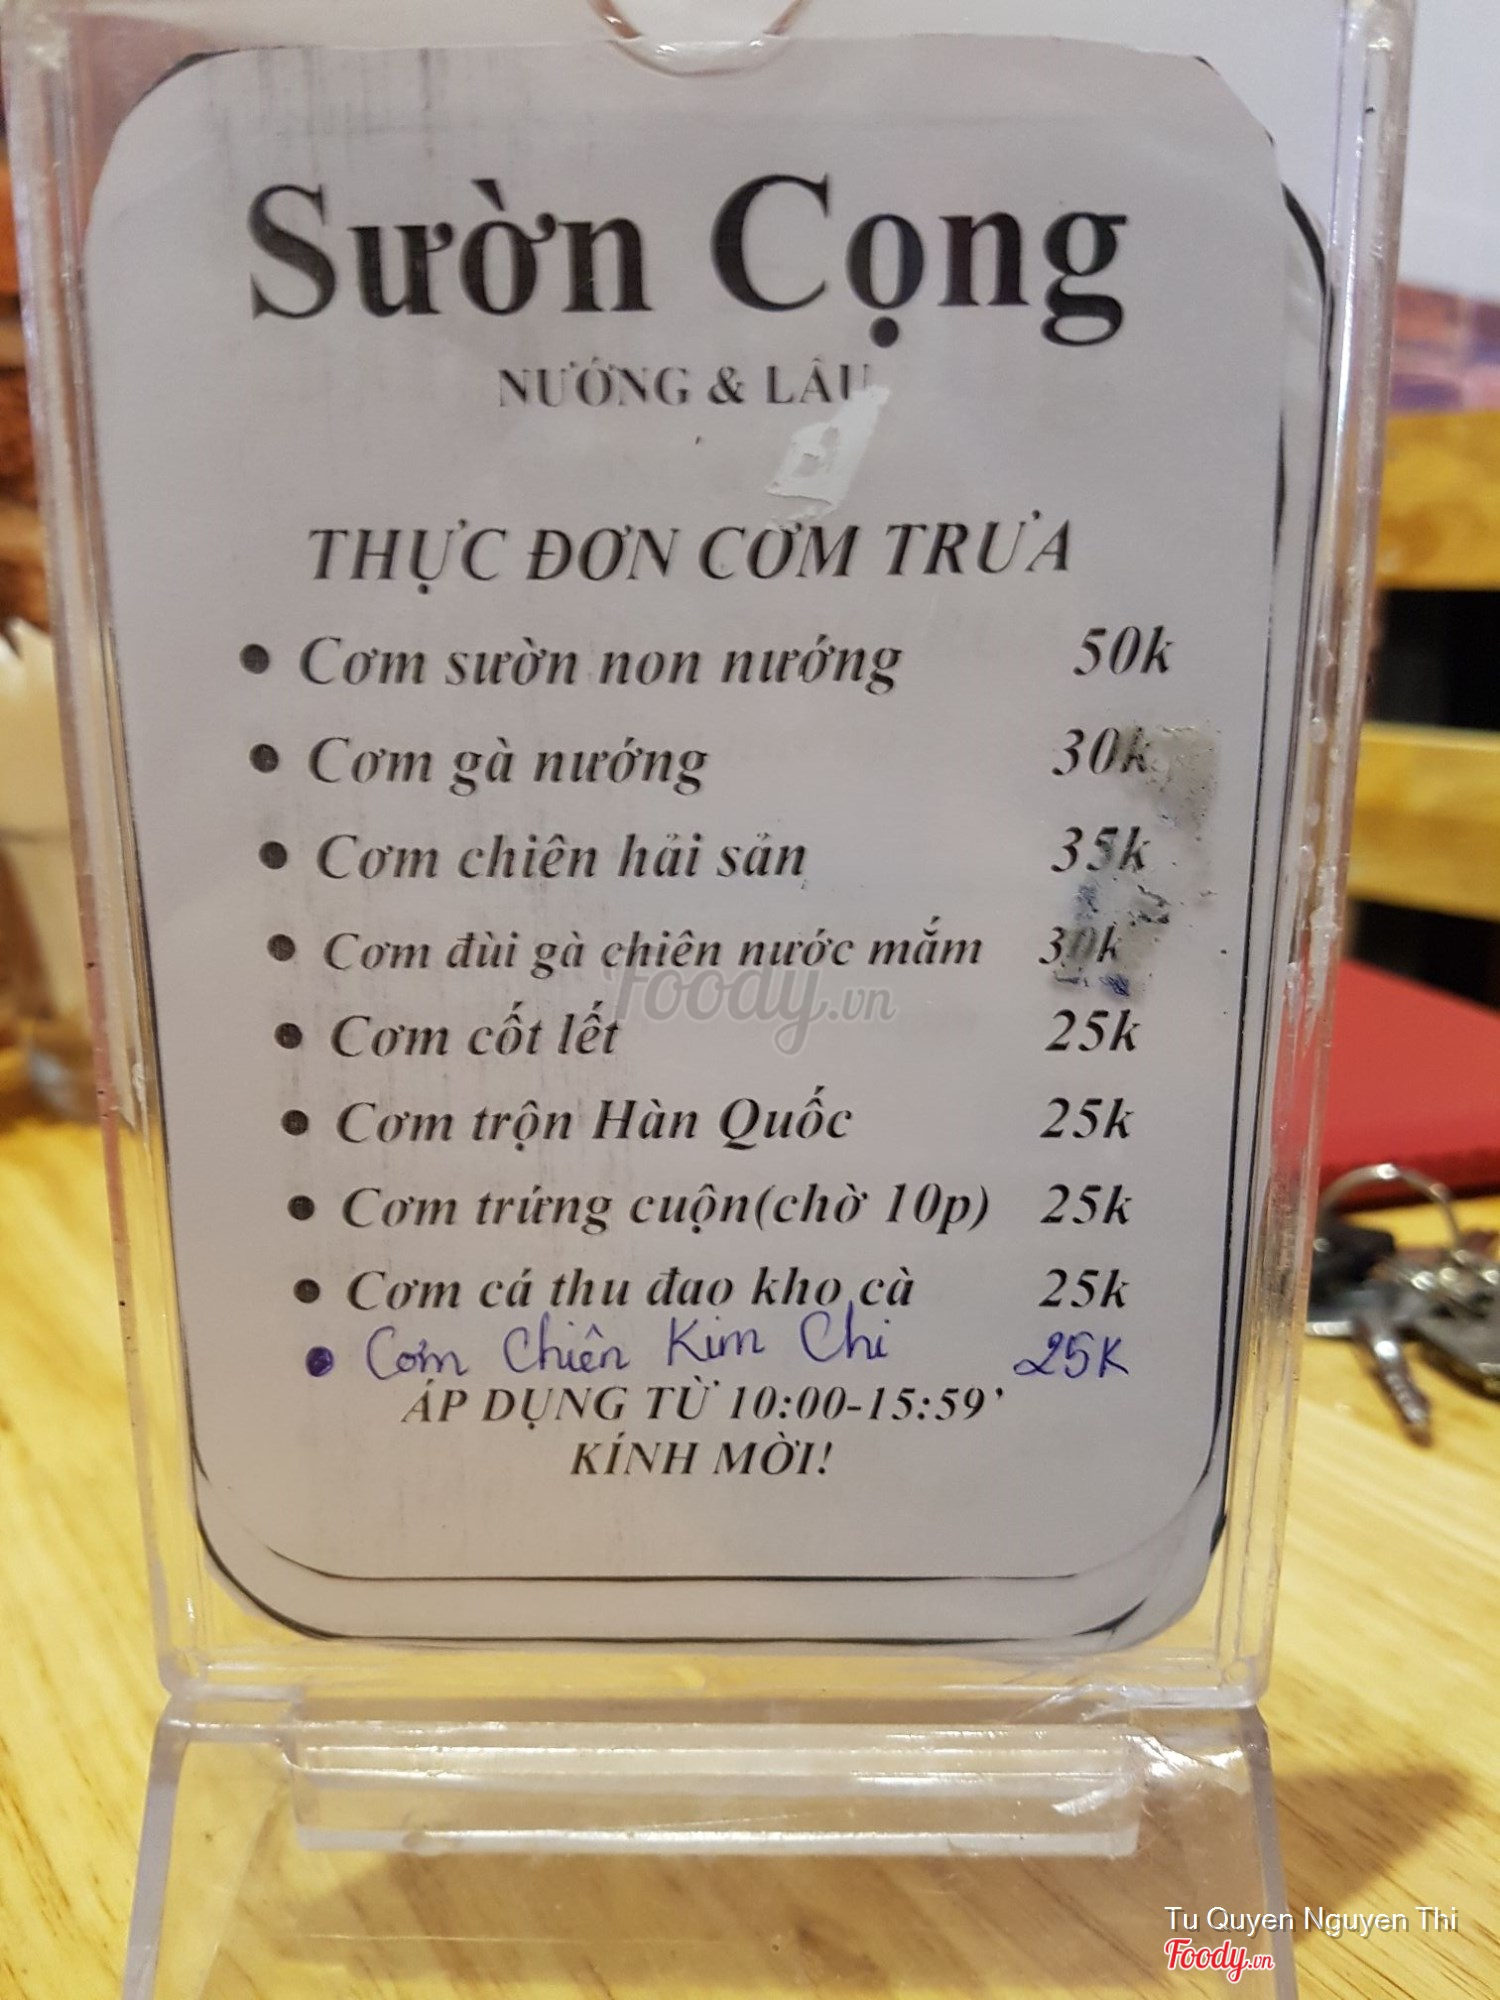 Sườn Cọng
NƯỚNG & LẨU
THỰC ĐƠN CƠM TRƯA
• Cơm sườn non nướng 50k
• Cơm gà nướng 30k
• Cơm chiên hải sản 35k
• Cơm đùi gà chiên nước mắm 30k
• Cơm cốt lết 25k
• Cơm trộn Hàn Quốc 25k
• Cơm trứng cuộn(chờ 10p) 25k
• Cơm cá thu đao kho cà 25k
• Cơm Chiên Kim Chi 25K
ÁP DỤNG TỪ 10:00-15:59’
KÍNH MỜI!
Foody.vn
Tu Quyen Nguyen Thi
Foody.vn